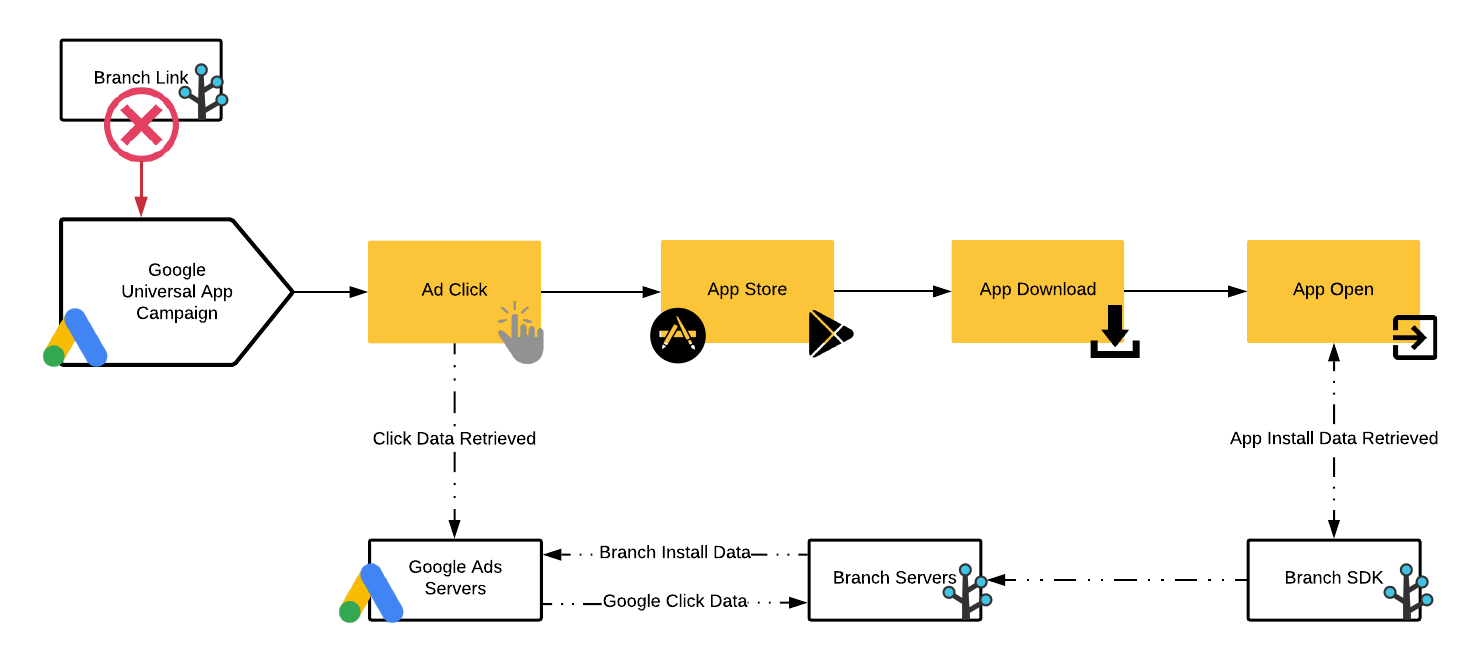 Branch Link
Google
Universal App
Campaign
Ad Click
App Store
App Download
App Open
Click Data Retrieved
App Install Data Retrieved
Google Ads
Servers
Branch Install Data
Google Click Data
Branch Servers
Branch SDK